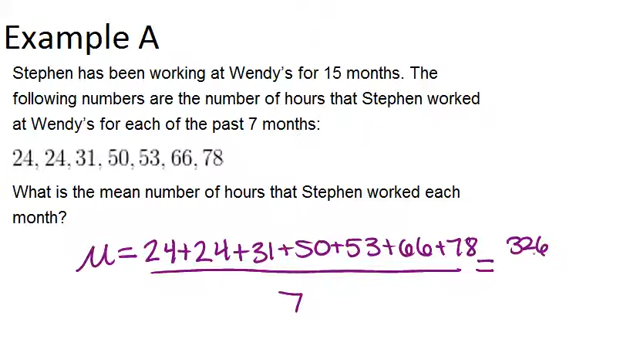 Example A
Stephen has been working at Wendy's for 15 months. The
following numbers are the number of hours that Stephen worked
at Wendy's for each of the past 7 months:
24, 24, 31, 50, 53, 66, 78
What is the mean number of hours that Stephen worked each
month?
μ = 24+24+31+50+53+66+78 = 326
7